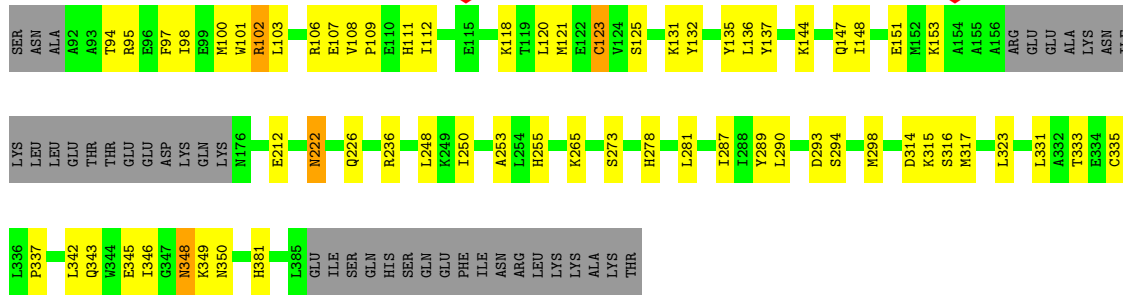 SER ASN ALA A92 A93 T94 R95 E96 F97 I98 E99 M100 W101 R102 L103 R106 E107 V108 P109 E110 H111 I112 E115 K118 T119 L120 M121 E122 C123 V124 S125 K131 Y132 Y135 L136 Y137 K144 Q147 I148 E151 M152 K153 A154 A155 A156 ARG GLU GLU ALA LYS ASN ILE
LYS LEU LEU GLU THR THR GLU GLU ASP LYS GLN LYS N176 E212 N222 Q226 R236 L248 K249 I250 A253 L254 H255 K265 S273 H278 L281 I287 I288 Y289 L290 D293 S294 M298 D314 K315 S316 N317 L323 L331 A332 T333 E334 C335
L336 P337 L342 Q343 W344 E345 I346 G347 N348 K349 N350 H381 L385 GLU ILE SER GLN HIS SER GLN GLU PHE ILE ASN ARG LEU LYS LYS ALA LYS THR